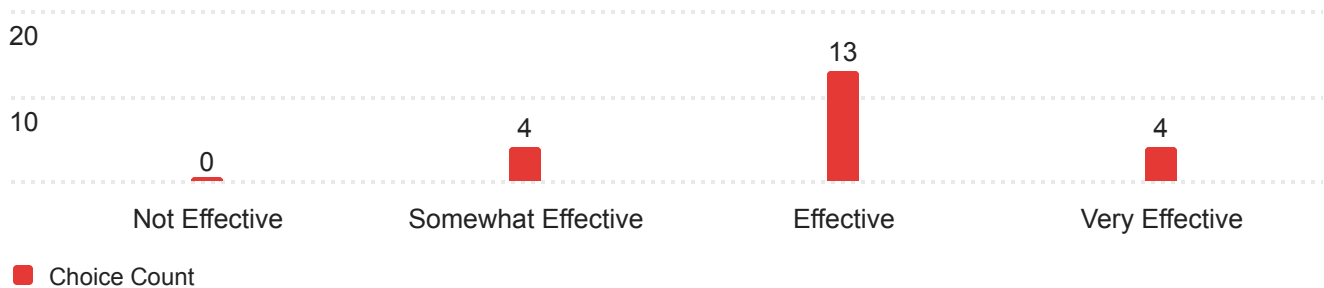 20
13
10
4
4
0
Not Effective
Somewhat Effective
Effective
Very Effective
Choice Count